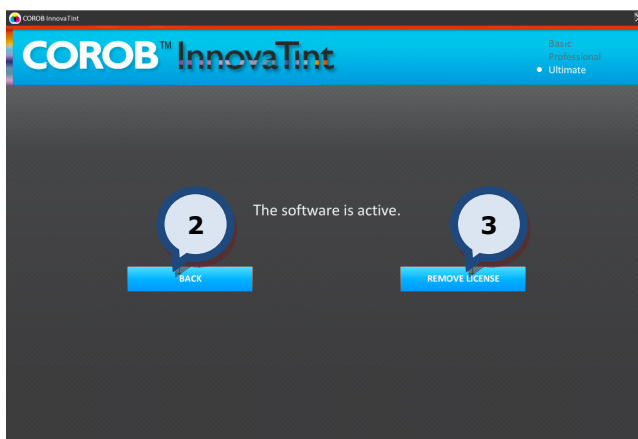 COROB InnovaTint
COROB™ InnovaTint
Basic
Professional
Ultimate
The software is active.
2
3
BACK
REMOVE LICENSE